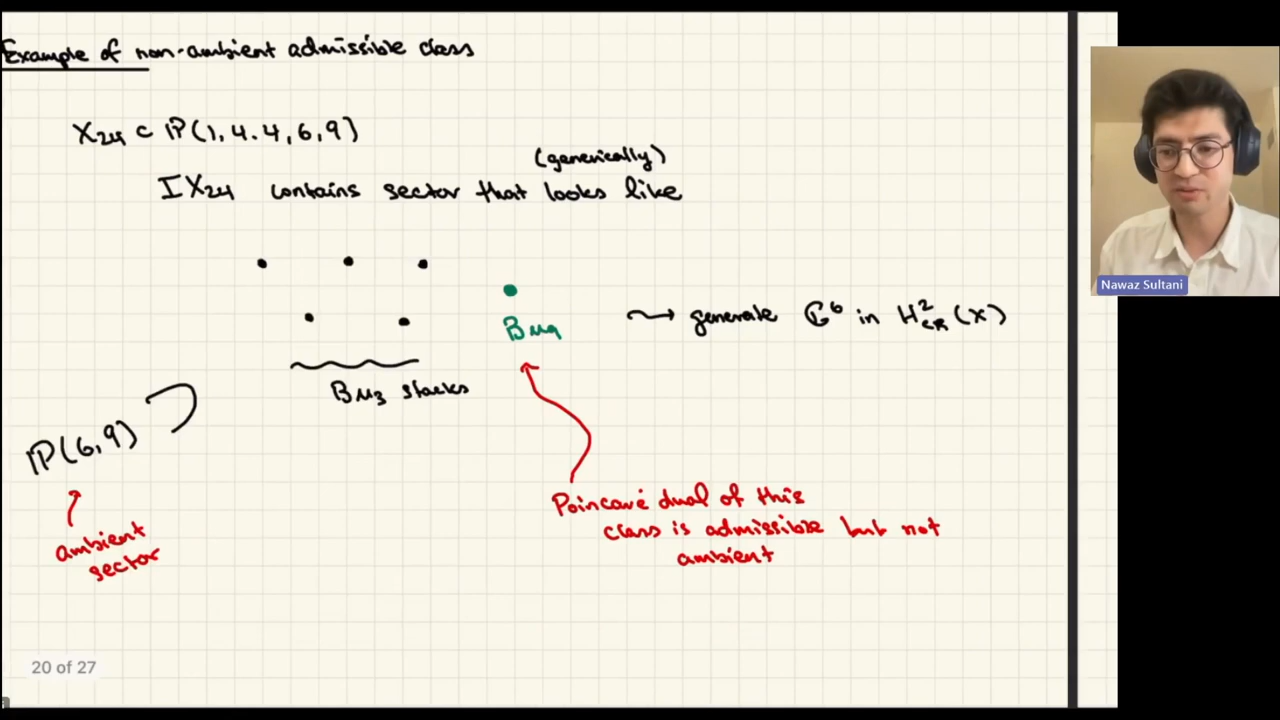 Example of non-ambient admissible class
X₂₄ ⊂ ℙ(1,4.4,6,9)
(generically)
IX₂₄ contains sector that looks like
Bμ₉
⇝ generate ℂ⁶ in H²_CR(X)
Bμ₃ stacks
ℙ(6,9) ⊃
ambient
sector
Poincaré dual of this
class is admissible but not
ambient
20 of 27
Nawaz Sultani